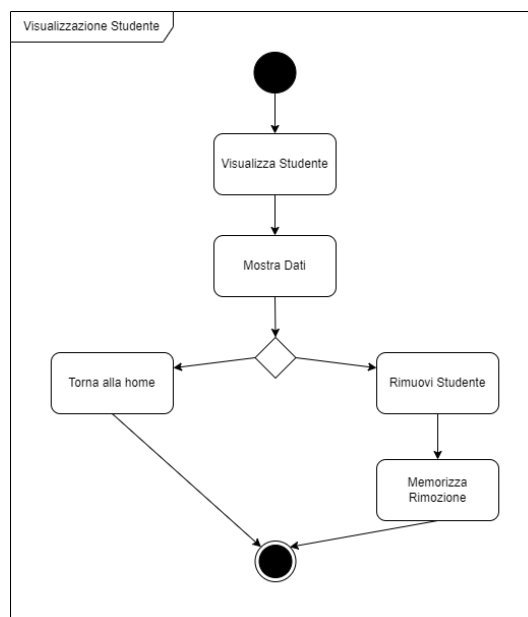 Visualizzazione Studente
Visualizza Studente
Mostra Dati
Torna alla home
Rimuovi Studente
Memorizza
Rimozione